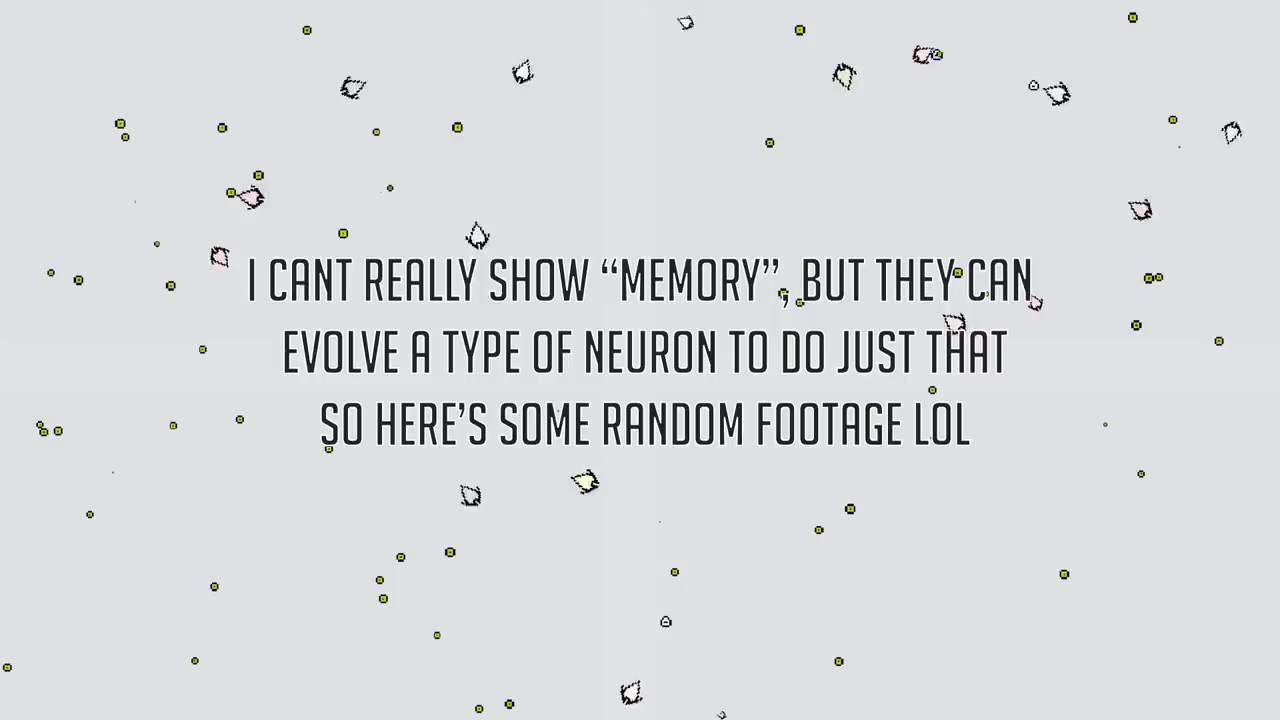 I CANT REALLY SHOW “MEMORY”, BUT THEY CAN
EVOLVE A TYPE OF NEURON TO DO JUST THAT
SO HERE’S SOME RANDOM FOOTAGE LOL